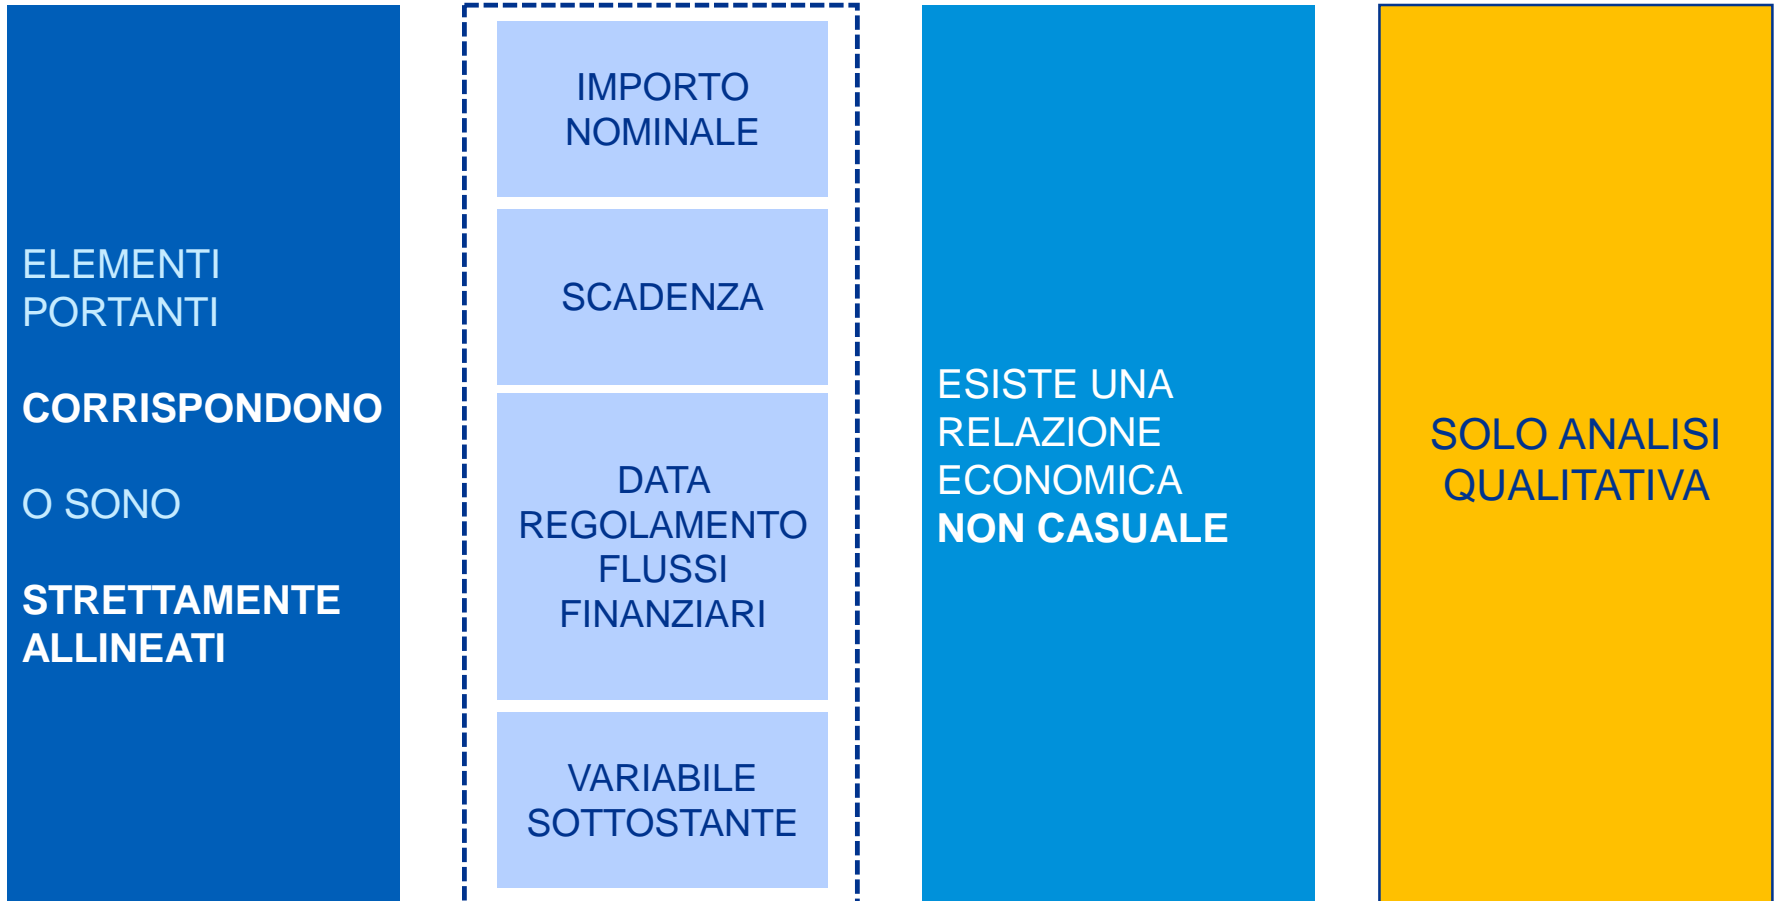 ELEMENTI
PORTANTI
CORRISPONDONO
O SONO
STRETTAMENTE
ALLINEATI
IMPORTO
NOMINALE
SCADENZA
DATA
REGOLAMENTO
FLUSSI
FINANZIARI
VARIABILE
SOTTOSTANTE
ESISTE UNA
RELAZIONE
ECONOMICA
NON CASUALE
SOLO ANALISI
QUALITATIVA